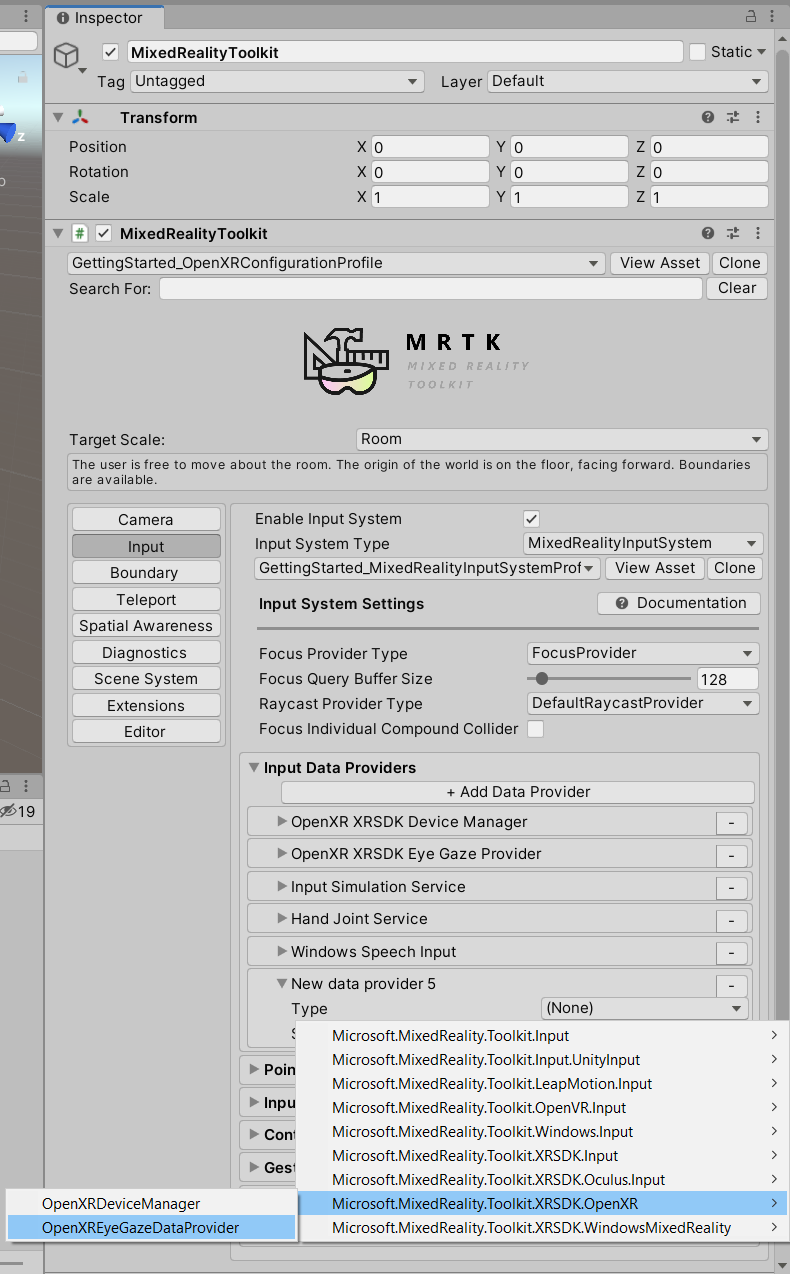 Inspector
MixedRealityToolkit
Static
Tag Untagged Layer Default
Transform
Position X 0 Y 0 Z 0
Rotation X 0 Y 0 Z 0
Scale X 1 Y 1 Z 1
z
# MixedRealityToolkit
GettingStarted_OpenXRConfigurationProfile View Asset Clone
Search For: Clear
MRTK
MIXED REALITY
TOOLKIT
Target Scale: Room
The user is free to move about the room. The origin of the world is on the floor, facing forward. Boundaries
are available.
Camera
Input
Boundary
Teleport
Spatial Awareness
Diagnostics
Scene System
Extensions
Editor
Enable Input System
Input System Type MixedRealityInputSystem
GettingStarted_MixedRealityInputSystemProf View Asset Clone
Input System Settings Documentation
Focus Provider Type FocusProvider
Focus Query Buffer Size 128
Raycast Provider Type DefaultRaycastProvider
Focus Individual Compound Collider
Input Data Providers
+ Add Data Provider
19
OpenXR XRSDK Device Manager -
OpenXR XRSDK Eye Gaze Provider -
Input Simulation Service -
Hand Joint Service -
Windows Speech Input -
New data provider 5 -
Type (None)
Poin
Inpu
Cont
Gest
Microsoft.MixedReality.Toolkit.Input
Microsoft.MixedReality.Toolkit.Input.UnityInput
Microsoft.MixedReality.Toolkit.LeapMotion.Input
Microsoft.MixedReality.Toolkit.OpenVR.Input
Microsoft.MixedReality.Toolkit.Windows.Input
Microsoft.MixedReality.Toolkit.XRSDK.Input
Microsoft.MixedReality.Toolkit.XRSDK.Oculus.Input
Microsoft.MixedReality.Toolkit.XRSDK.OpenXR
Microsoft.MixedReality.Toolkit.XRSDK.WindowsMixedReality
OpenXRDeviceManager
OpenXREyeGazeDataProvider